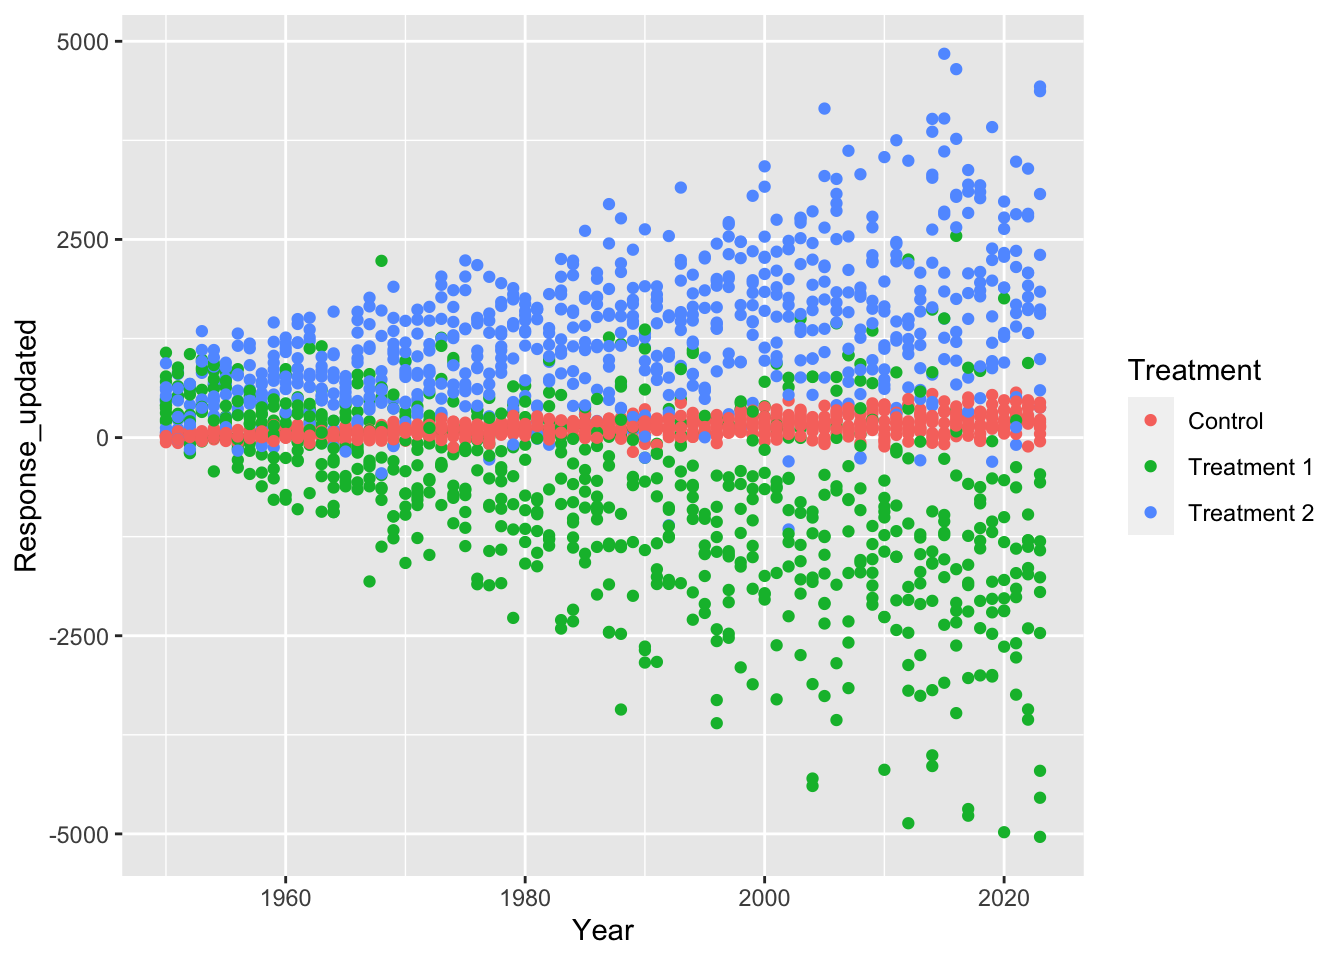 5000
2500
0
-2500
-5000
Response_updated
1960
1980
2000
2020
Year
Treatment
Control
Treatment 1
Treatment 2